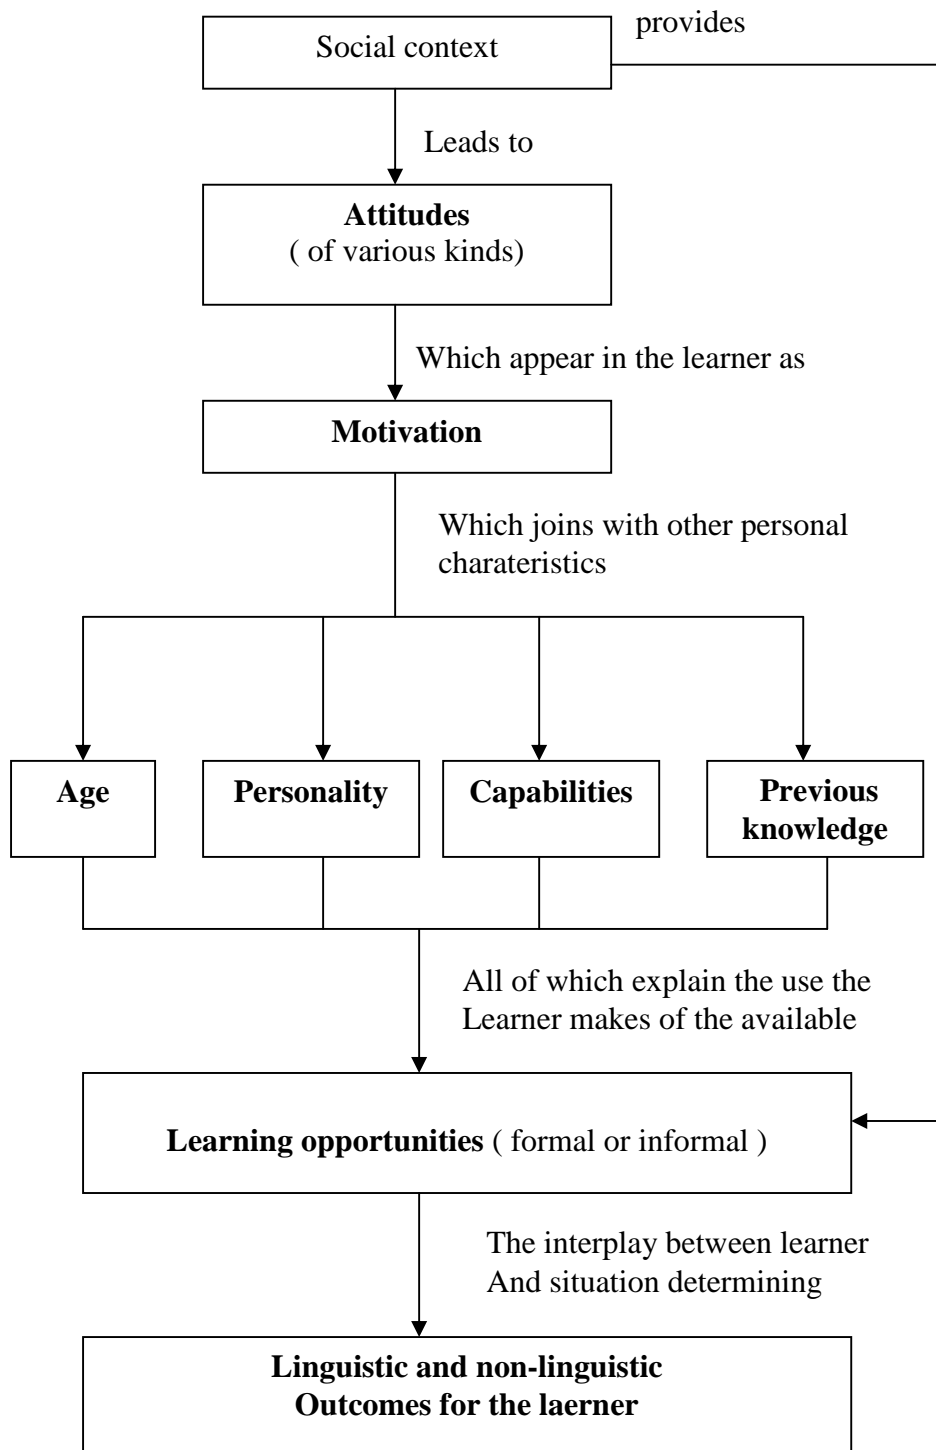 provides
Social context
Leads to
Attitudes
( of various kinds)
Which appear in the learner as
Motivation
Which joins with other personal
charateristics
Age
Personality
Capabilities
Previous
knowledge
All of which explain the use the
Learner makes of the available
Learning opportunities ( formal or informal )
The interplay between learner
And situation determining
Linguistic and non-linguistic
Outcomes for the laerner